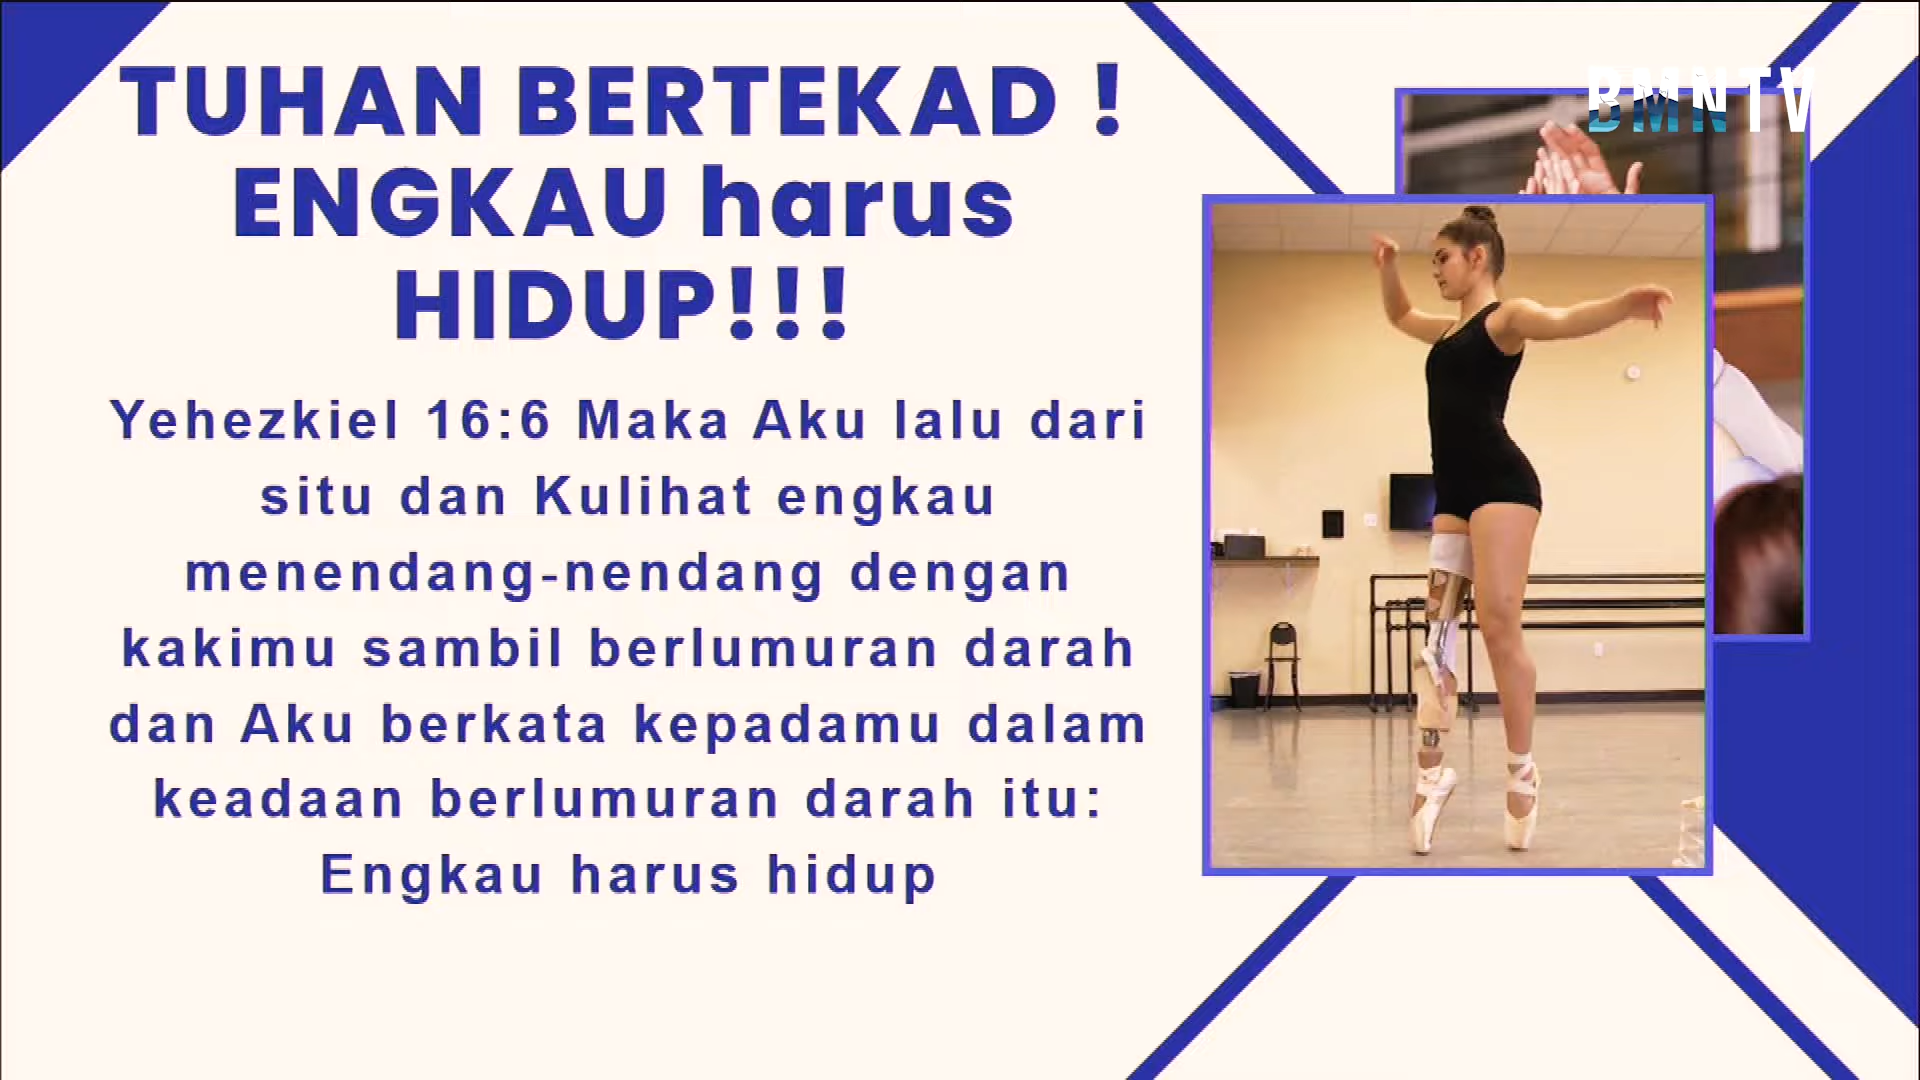 BMNTV
TUHAN BERTEKAD !
ENGKAU harus
HIDUP!!!
Yehezkiel 16:6 Maka Aku lalu dari
situ dan Kulihat engkau
menendang-nendang dengan
kakimu sambil berlumuran darah
dan Aku berkata kepadamu dalam
keadaan berlumuran darah itu:
Engkau harus hidup